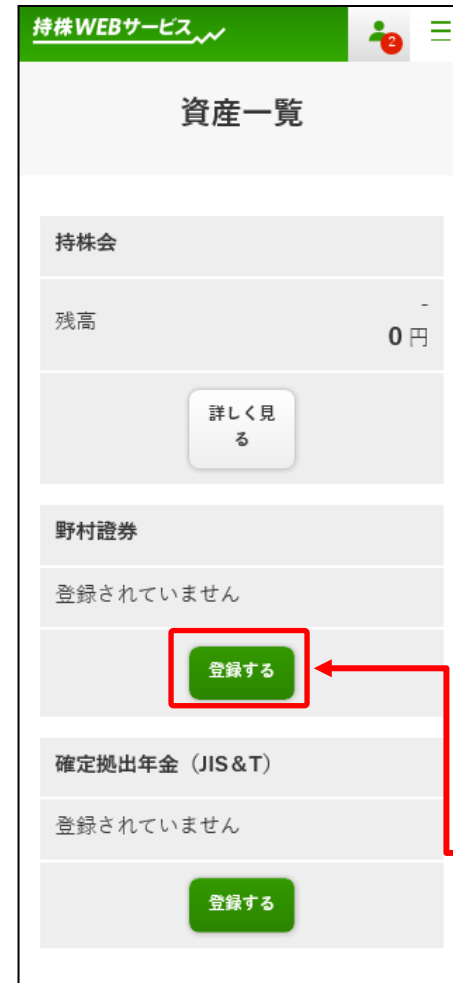 持株WEBサービス
2
資産一覧
持株会
残高
-
0 円
詳しく見
る
野村證券
登録されていません
登録する
確定拠出年金（JIS&T）
登録されていません
登録する